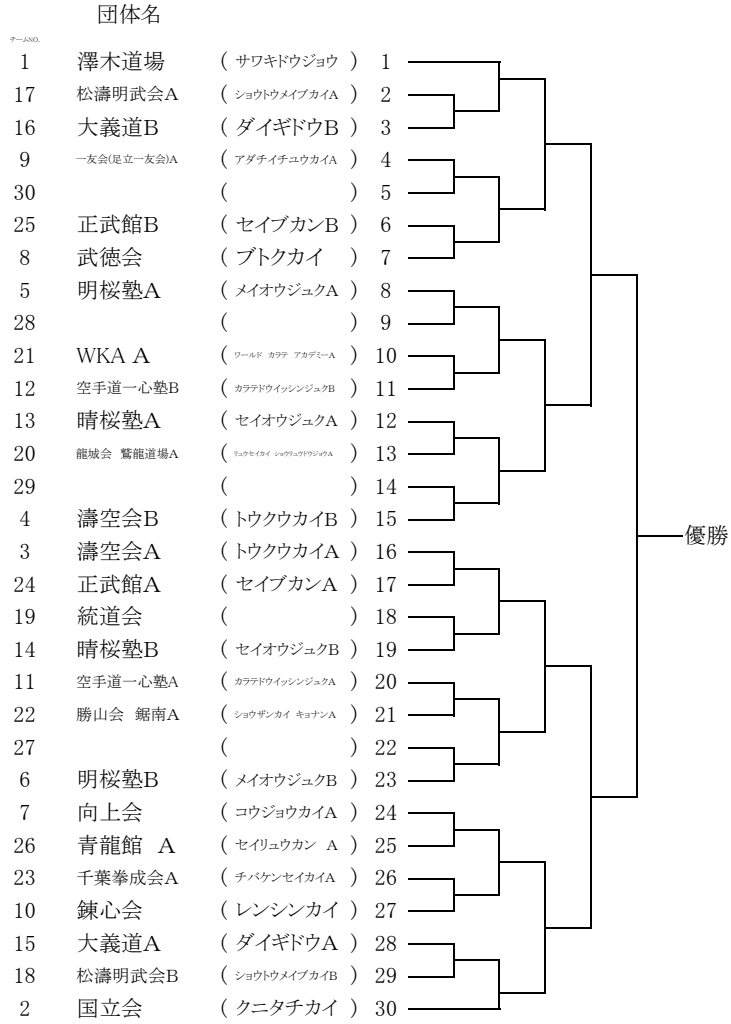 団体名
チームNO.
1 澤木道場 ( サワキドウジョウ ) 1
17 松濤明武会A ( ショウトウメイブカイA ) 2
16 大義道B ( ダイギドウB ) 3
9 一友会(足立一友会)A ( アダチイチユウカイA ) 4
30 ( ) 5
25 正武館B ( セイブカンB ) 6
8 武徳会 ( ブトクカイ ) 7
5 明桜塾A ( メイオウジュクA ) 8
28 ( ) 9
21 WKA A ( ワールド カラテ アカデミーA ) 10
12 空手道一心塾B ( カラテドウイッシンジュクB ) 11
13 晴桜塾A ( セイオウジュクA ) 12
20 龍城会 鷲龍道場A ( リュウセイカイ ショウリュウドウジョウA ) 13
29 ( ) 14
4 濤空会B ( トウクウカイB ) 15
優勝
3 濤空会A ( トウクウカイA ) 16
24 正武館A ( セイブカンA ) 17
19 統道会 ( ) 18
14 晴桜塾B ( セイオウジュクB ) 19
11 空手道一心塾A ( カラテドウイッシンジュクA ) 20
22 勝山会 鋸南A ( ショウザンカイ キョナンA ) 21
27 ( ) 22
6 明桜塾B ( メイオウジュクB ) 23
7 向上会 ( コウジョウカイA ) 24
26 青龍館 A ( セイリュウカン A ) 25
23 千葉拳成会A ( チバケンセイカイA ) 26
10 錬心会 ( レンシンカイ ) 27
15 大義道A ( ダイギドウA ) 28
18 松濤明武会B ( ショウトウメイブカイB ) 29
2 国立会 ( クニタチカイ ) 30